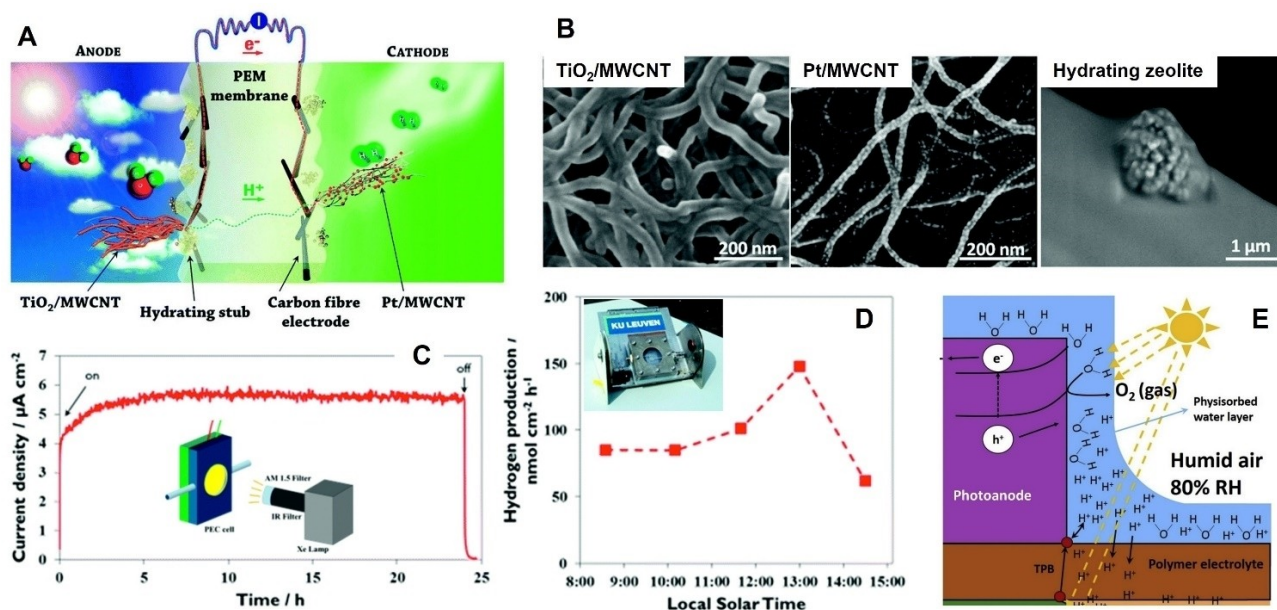 A
ANODE
I
e-
PEM
membrane
CATHODE
H+
TiO2/MWCNT
Hydrating stub
Carbon fibre
electrode
Pt/MWCNT
B
TiO2/MWCNT
Pt/MWCNT
Hydrating zeolite
200 nm
200 nm
1 µm
C
Current density / µA cm-2
7
6
5
4
3
2
1
0
on
off
AM 1.5 Filter
IR Filter
PEC cell
Xe Lamp
0
5
10
15
20
25
Time / h
D
Hydrogen production /
nmol cm-2 h-1
200
150
100
50
0
KU LEUVEN
8:00
9:00
10:00
11:00
12:00
13:00
14:00
15:00
Local Solar Time
E
H H
O
H H
O
H H
O
e-
O H
H
O2 (gas)
Physisorbed
water layer
h+
H+
H
O H
H+
H
O H
H+
Humid air
80% RH
Photoanode
H+
H+
H+
H+
H+
H+
H+
H+
H+
H H
O
H H
O
H H
O
H+
H+
TPB
H+
H+
H+
Polymer electrolyte
H+
H+
H+
H+
H+
H+